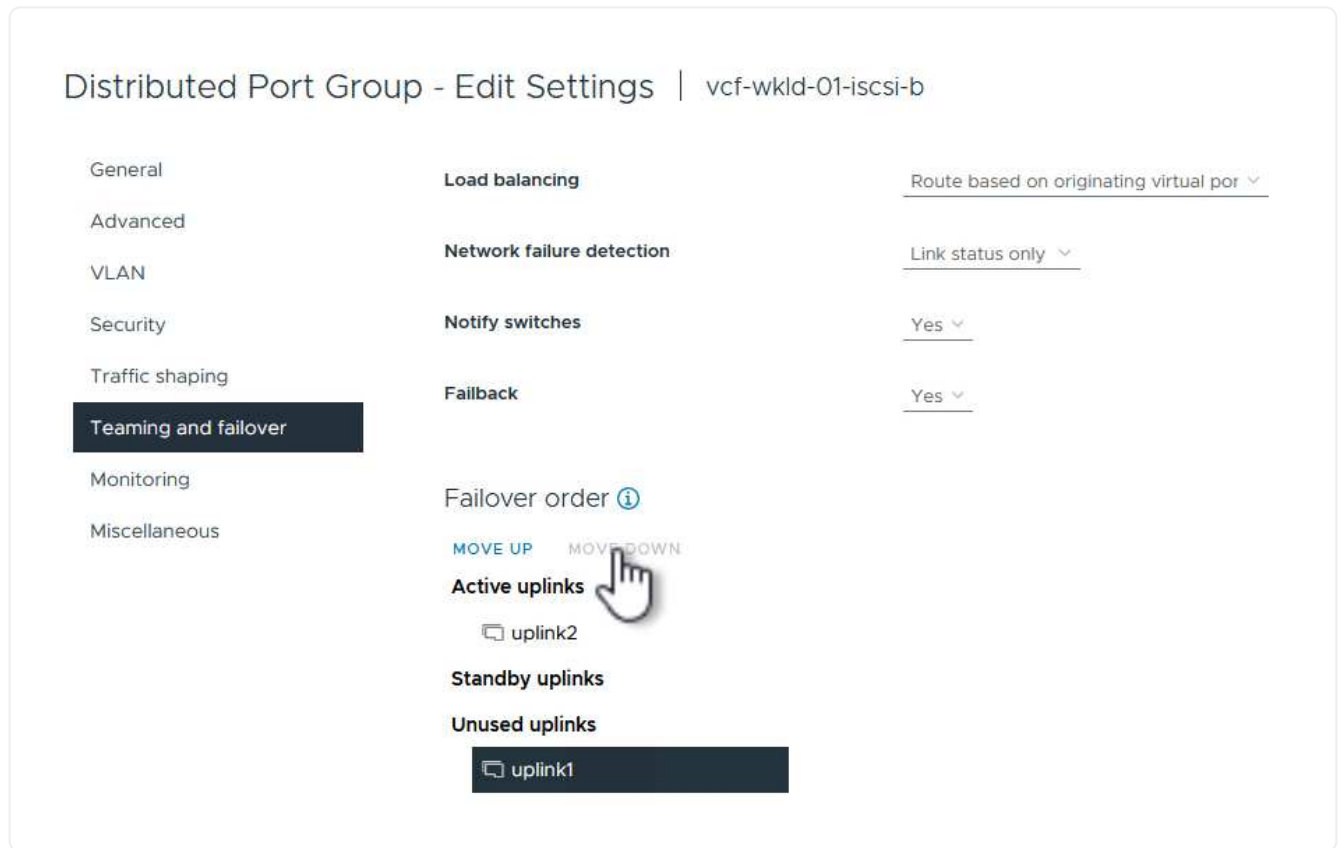 Distributed Port Group - Edit Settings | vcf-wkld-01-iscsi-b
General
Advanced
VLAN
Security
Traffic shaping
Teaming and failover
Monitoring
Miscellaneous
Load balancing
Route based on originating virtual por
Network failure detection
Link status only
Notify switches
Yes
Failback
Yes
Failover order
MOVE UP MOVE DOWN
Active uplinks
uplink2
Standby uplinks
Unused uplinks
uplink1